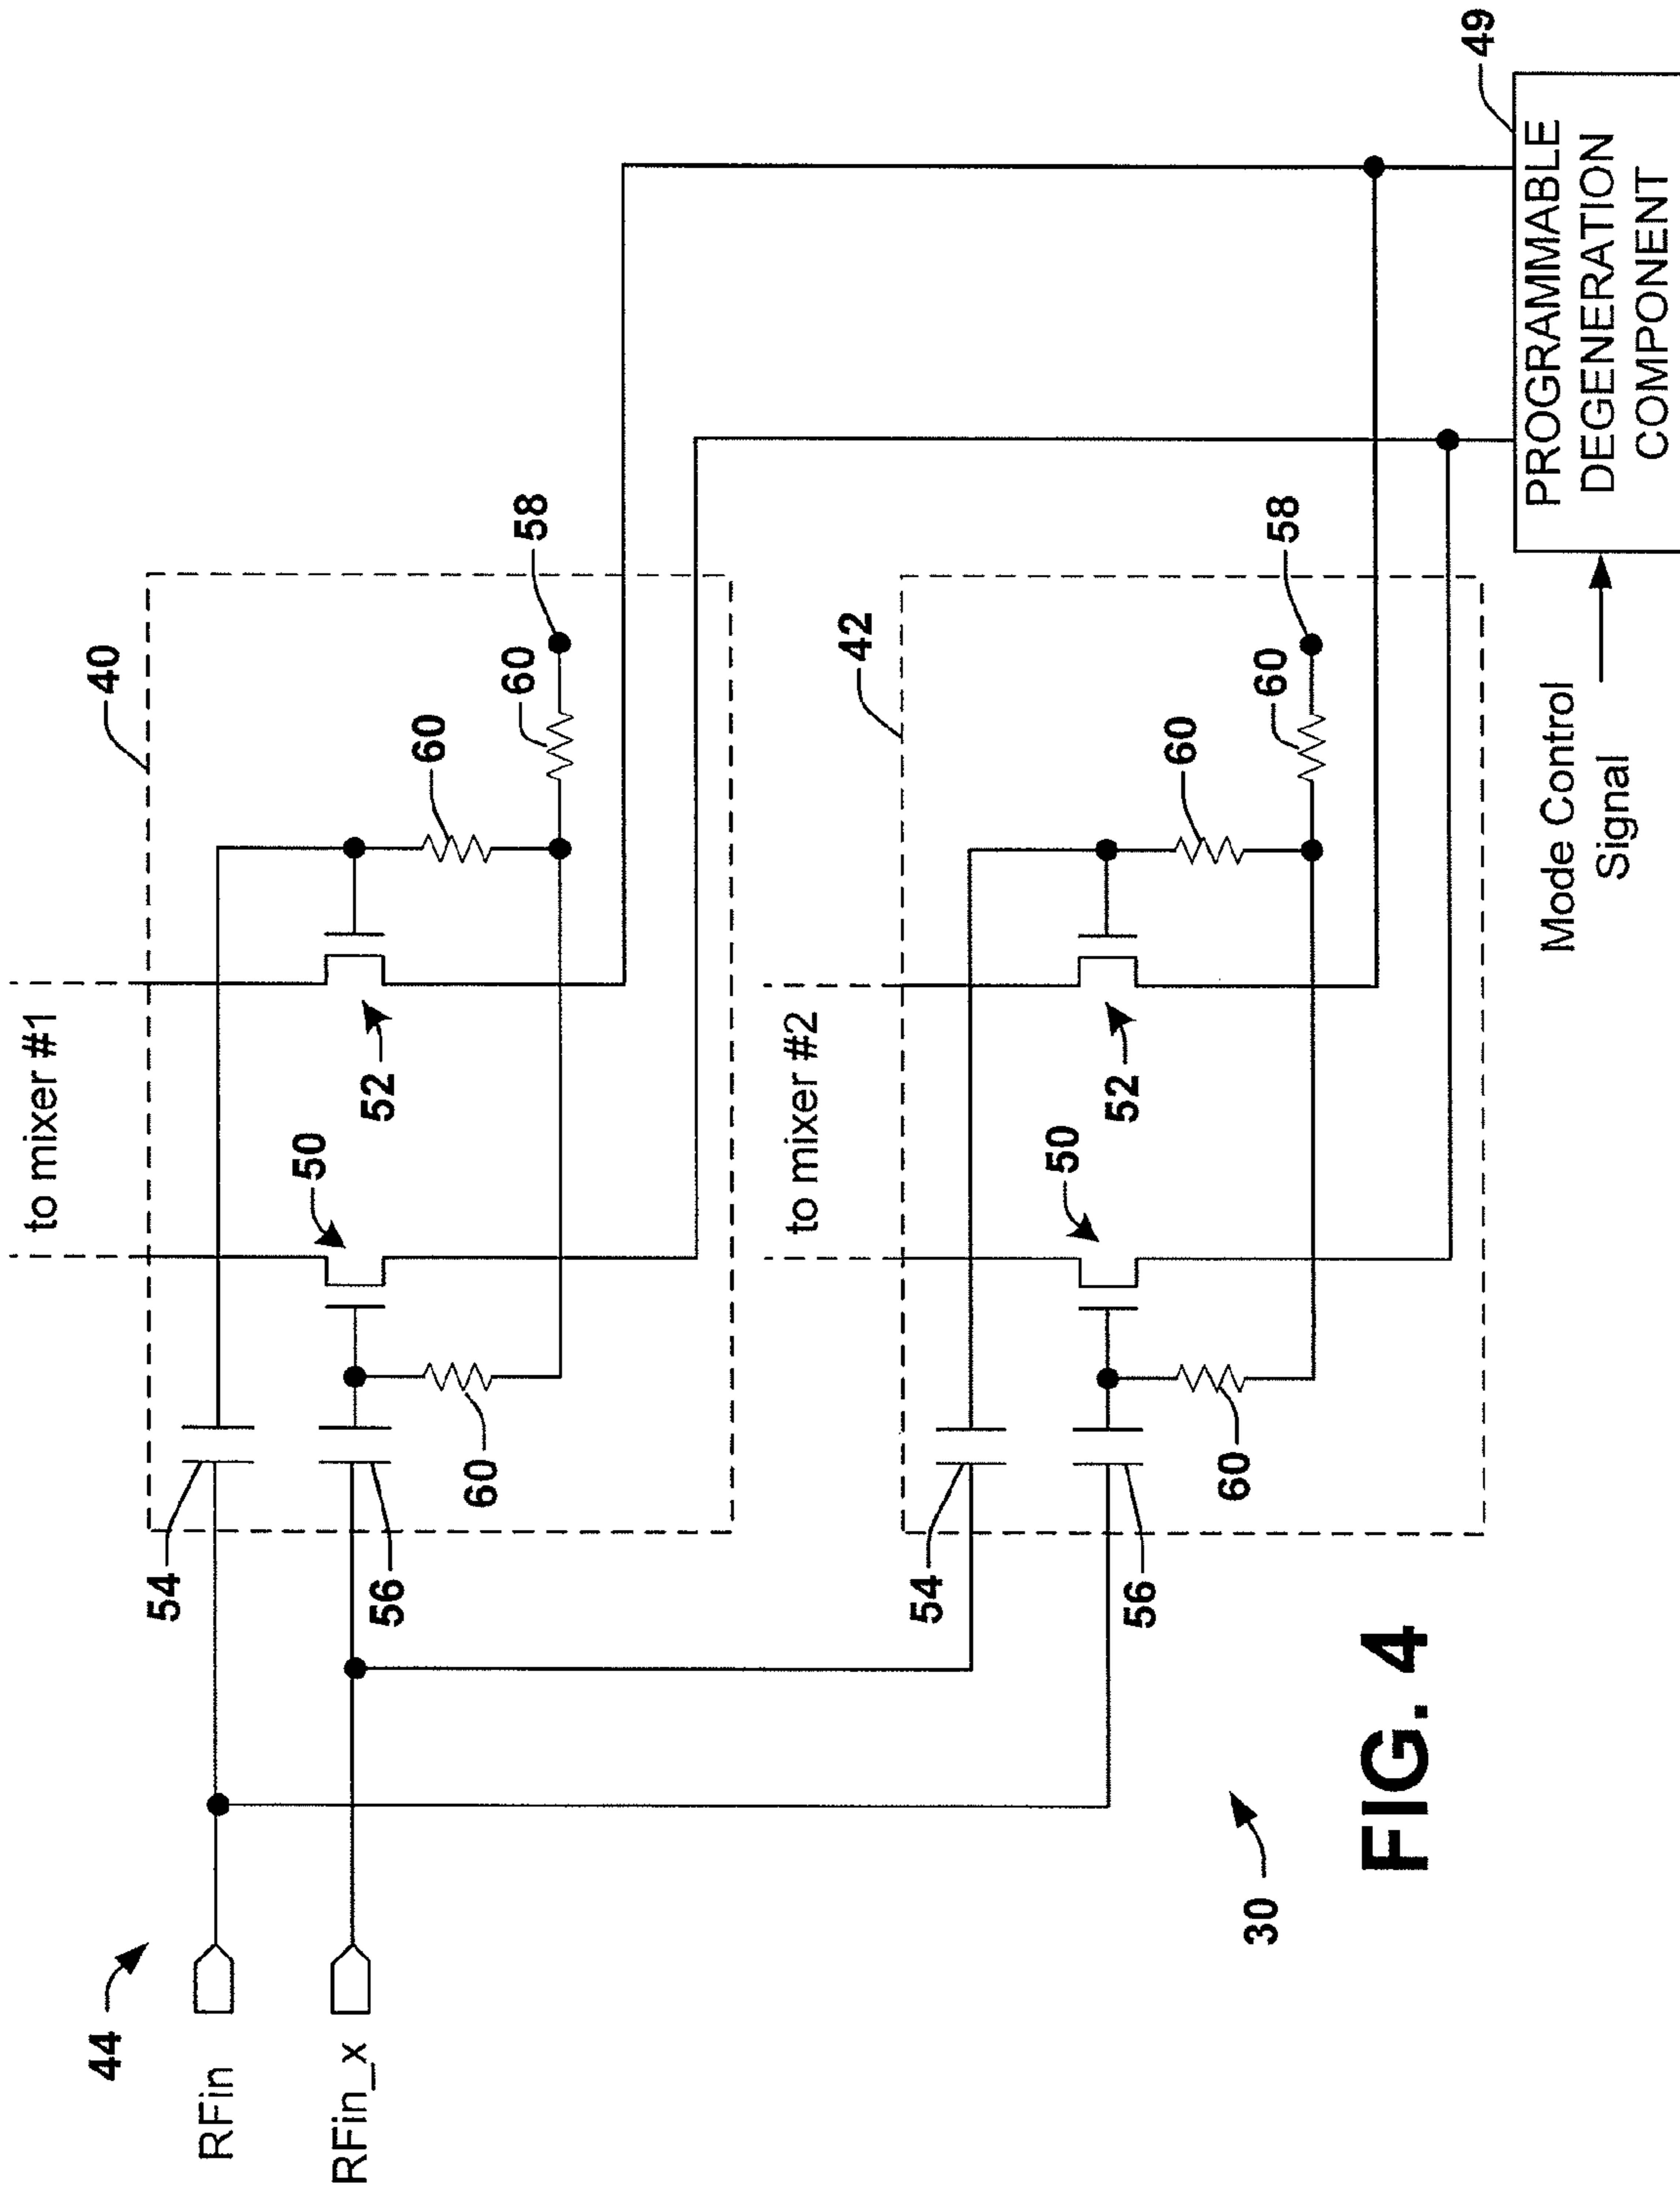 44
RFin
RFin_x
54
56
60
50
52
60
60
58
40
to mixer #1
54
56
60
50
52
60
60
58
42
to mixer #2
Mode Control
Signal
49
PROGRAMMABLE
DEGENERATION
COMPONENT
30
FIG. 4